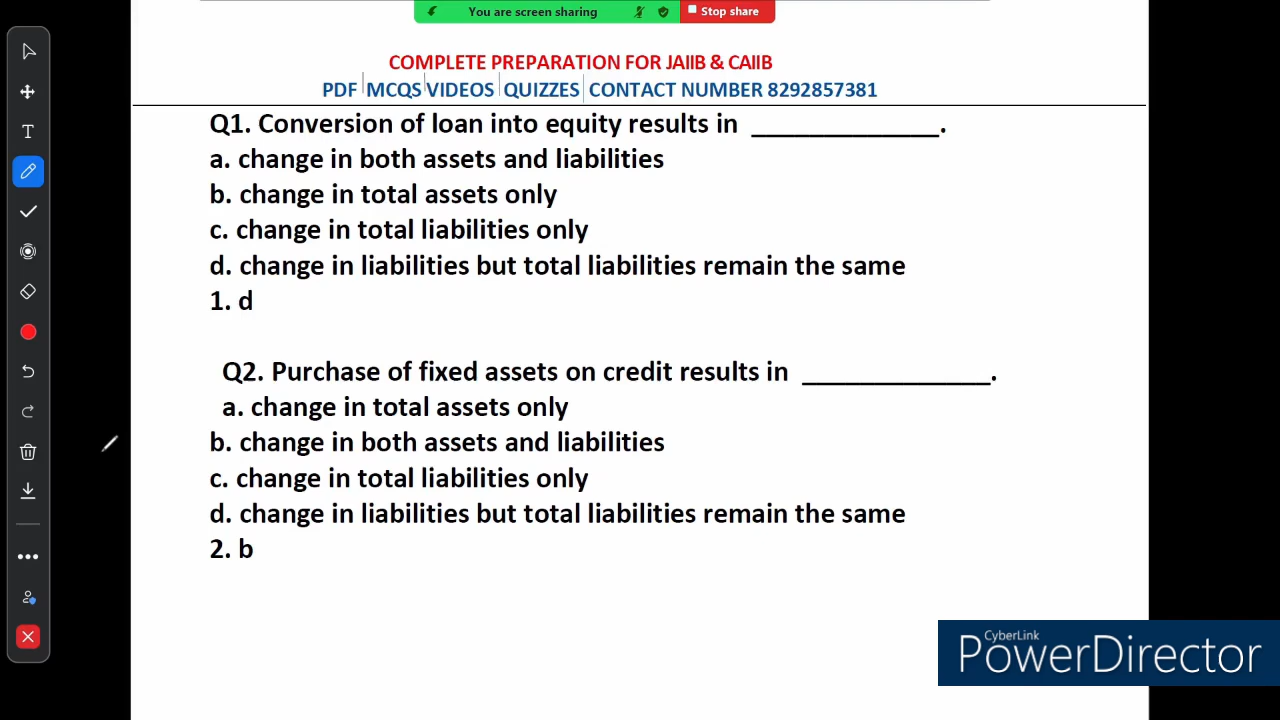 You are screen sharing Stop share
COMPLETE PREPARATION FOR JAIIB & CAIIB
PDF MCQS VIDEOS QUIZZES CONTACT NUMBER 8292857381
Q1. Conversion of loan into equity results in _____________.
a. change in both assets and liabilities
b. change in total assets only
c. change in total liabilities only
d. change in liabilities but total liabilities remain the same
1. d
Q2. Purchase of fixed assets on credit results in _____________.
a. change in total assets only
b. change in both assets and liabilities
c. change in total liabilities only
d. change in liabilities but total liabilities remain the same
2. b
CyberLink
PowerDirector